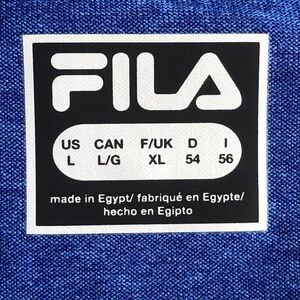 FILA
US CAN F/UK D I
L L/G XL 54 56
made in Egypt/ fabriqué en Egypte/
hecho en Egipto